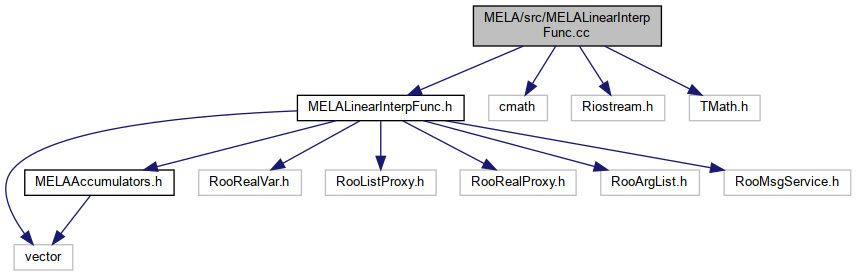 MELA/src/MELALinearInterp
Func.cc
MELALinearInterpFunc.h
cmath
Riostream.h
TMath.h
MELAAccumulators.h
RooRealVar.h
RooListProxy.h
RooRealProxy.h
RooArgList.h
RooMsgService.h
vector